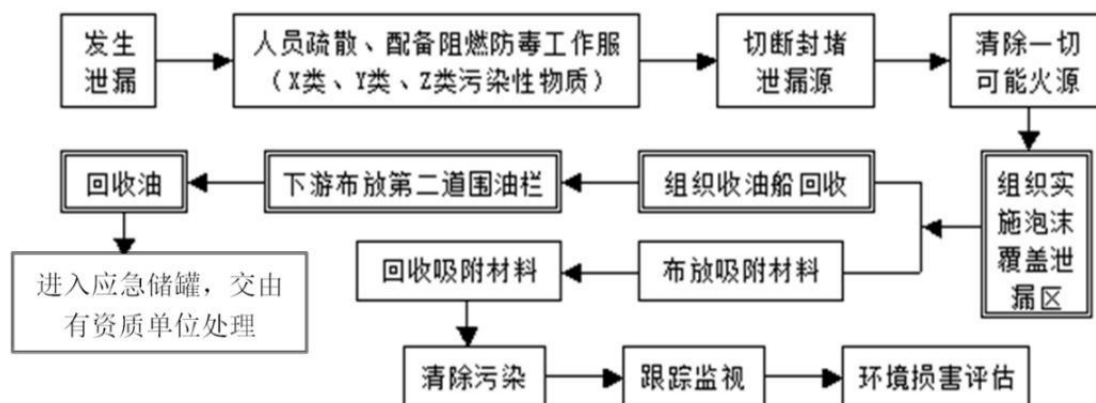 发生
泄漏
人员疏散、配备阻燃防毒工作服
（X类、Y类、Z类污染性物质）
切断封堵
泄漏源
清除一切
可能火源
组织实
施泡沫
覆盖泄
漏区
组织收油船回收
下游布放第二道围油栏
回收油
进入应急储罐，交由
有资质单位处理
布放吸附材料
回收吸附材料
清除污染
跟踪监视
环境损害评估